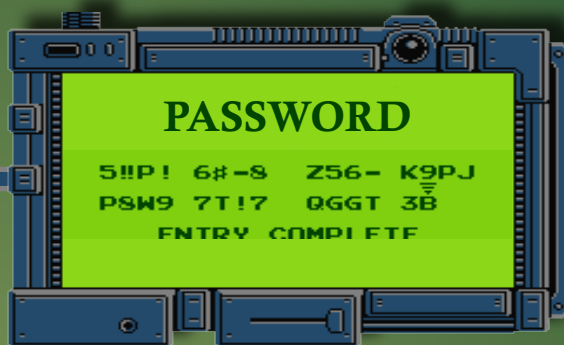 PASSWORD
5‼P! 6#-8 Z56- K9PJ
P8W9 7T!7 QGGT 3B
ENTRY COMPLETE